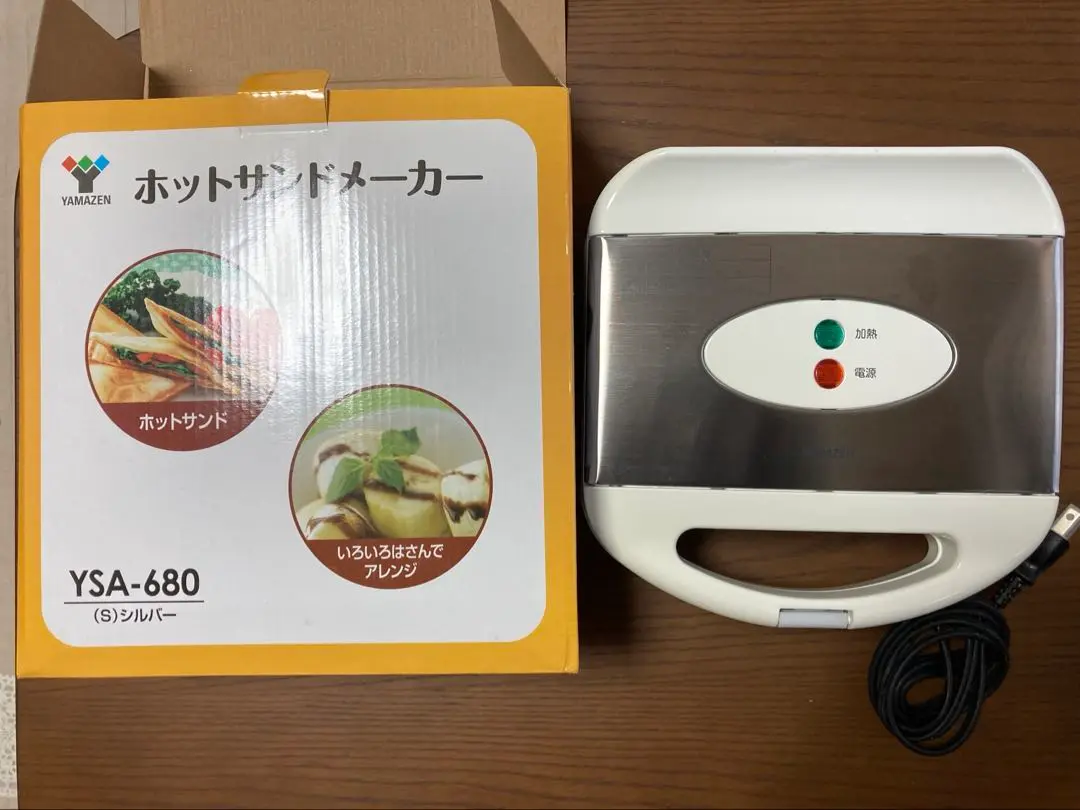 YAMAZEN
ホットサンドメーカー
ホットサンド
いろいろはさんで
アレンジ
YSA-680
(S)シルバー
加熱
電源